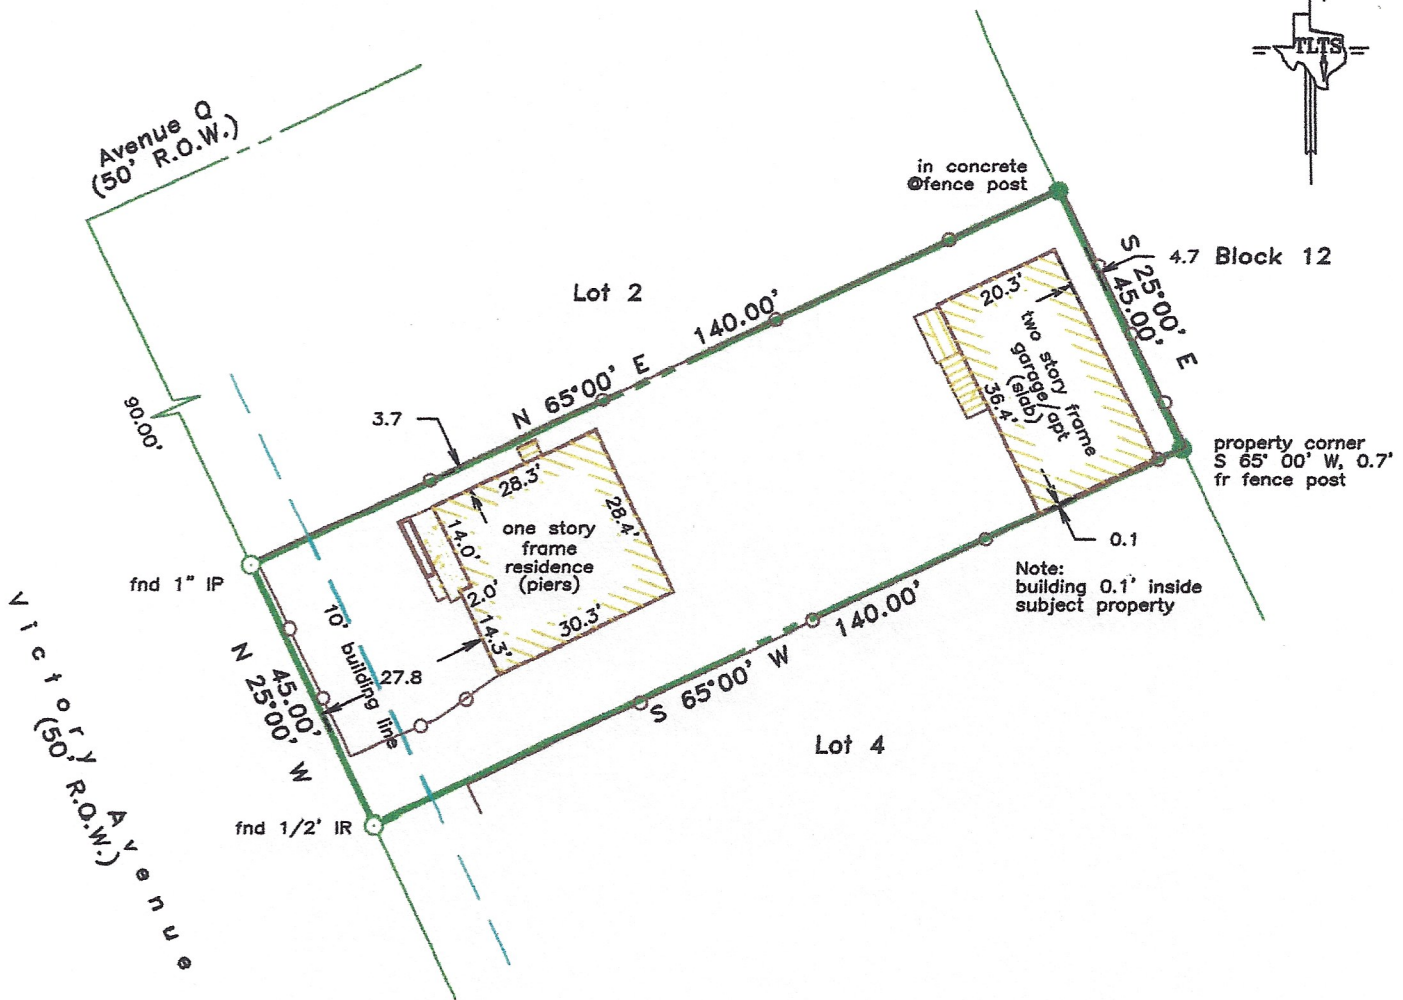 TLTS
Avenue Q
(50' R.O.W.)
in concrete
@fence post
4.7
Block 12
S 25°00' E
45.00'
Lot 2
20.3'
two story frame
garage/apt
(slab)
36.4'
140.00'
N 65°00' E
3.7
90.00'
28.3'
28.4'
14.0'
one story
frame
residence
(piers)
2.0'
14.3'
30.3'
property corner
S 65° 00' W, 0.7'
fr fence post
0.1
Note:
building 0.1' inside
subject property
fnd 1" IP
10' building line
27.8
N 25°00' W
45.00'
S 65°00' W
140.00'
Lot 4
Victory Avenue
(50' R.O.W.)
fnd 1/2' IR